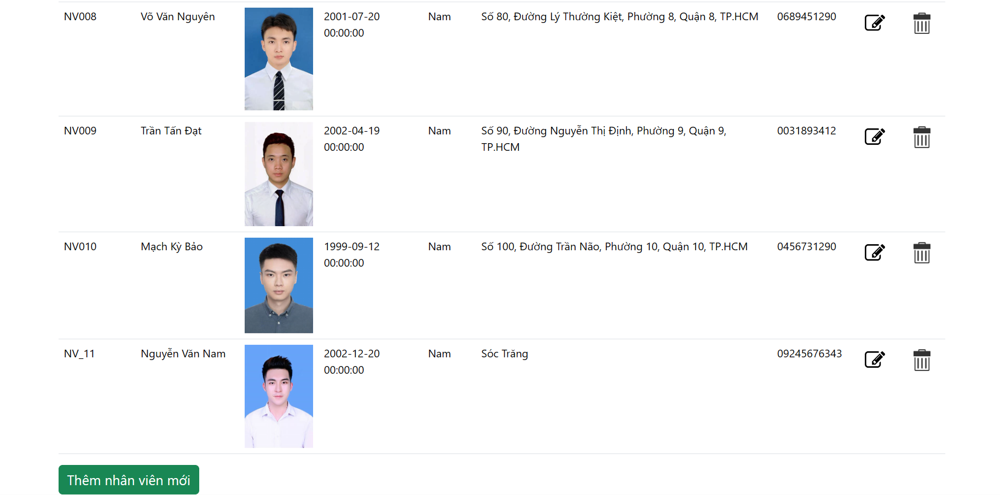 NV008 Võ Văn Nguyên 2001-07-20 Nam Số 80, Đường Lý Thường Kiệt, Phường 8, Quận 8, TP.HCM 0689451290
00:00:00
NV009 Trần Tấn Đạt 2002-04-19 Nam Số 90, Đường Nguyễn Thị Định, Phường 9, Quận 9, 0031893412
00:00:00 TP.HCM
NV010 Mạch Kỳ Bảo 1999-09-12 Nam Số 100, Đường Trần Não, Phường 10, Quận 10, TP.HCM 0456731290
00:00:00
NV_11 Nguyễn Văn Nam 2002-12-20 Nam Sóc Trăng 09245676343
00:00:00
Thêm nhân viên mới